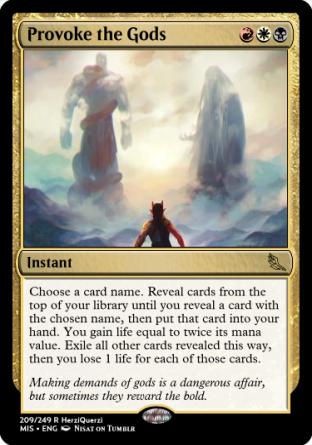 Provoke the Gods
Instant
Choose a card name. Reveal cards from the
top of your library until you reveal a card with
the chosen name, then put that card into your
hand. You gain life equal to twice its mana
value. Exile all other cards revealed this way,
then you lose 1 life for each of those cards.
Making demands of gods is a dangerous affair,
but sometimes they reward the bold.
209/249 R HerziQuerzi
MIS • ENG Nisat on Tumblr